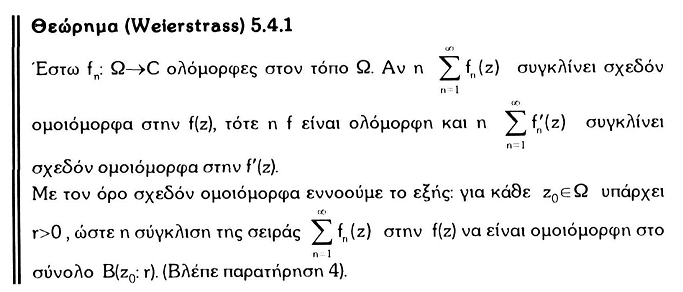 Θεώρημα (Weierstrass) 5.4.1
Έστω fₙ: Ω→C ολόμορφες στον τόπο Ω. Αν η ∑_{n=1}^{∞} fₙ(z) συγκλίνει σχεδόν
ομοιόμορφα στην f(z), τότε η f είναι ολόμορφη και η ∑_{n=1}^{∞} f′ₙ(z) συγκλίνει
σχεδόν ομοιόμορφα στην f′(z).
Με τον όρο σχεδόν ομοιόμορφα εννοούμε το εξής: για κάθε z₀∈Ω υπάρχει
r>0 , ώστε η σύγκλιση της σειράς ∑_{n=1}^{∞} fₙ(z) στην f(z) να είναι ομοιόμορφη στο
σύνολο B(z₀: r). (Βλέπε παρατήρηση 4).